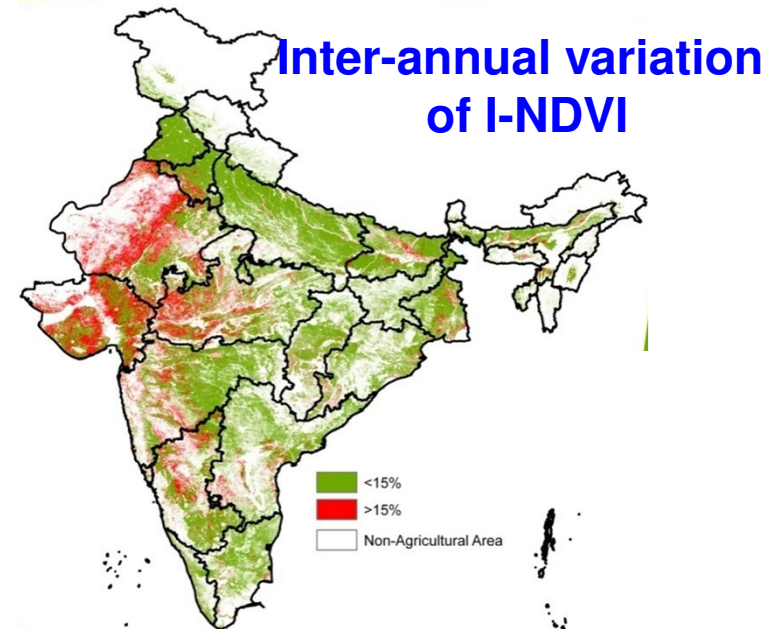 Inter-annual variation
of I-NDVI
<15%
>15%
Non-Agricultural Area